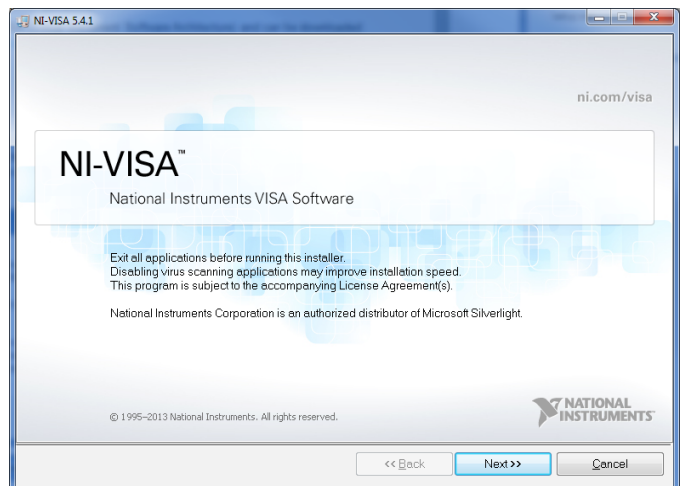 NI-VISA 5.4.1
ni.com/visa
NI-VISA™
National Instruments VISA Software
Exit all applications before running this installer.
Disabling virus scanning applications may improve installation speed.
This program is subject to the accompanying License Agreement(s).
National Instruments Corporation is an authorized distributor of Microsoft Silverlight.
© 1995–2013 National Instruments. All rights reserved.
NATIONAL
INSTRUMENTS
<< Back
Next >>
Cancel